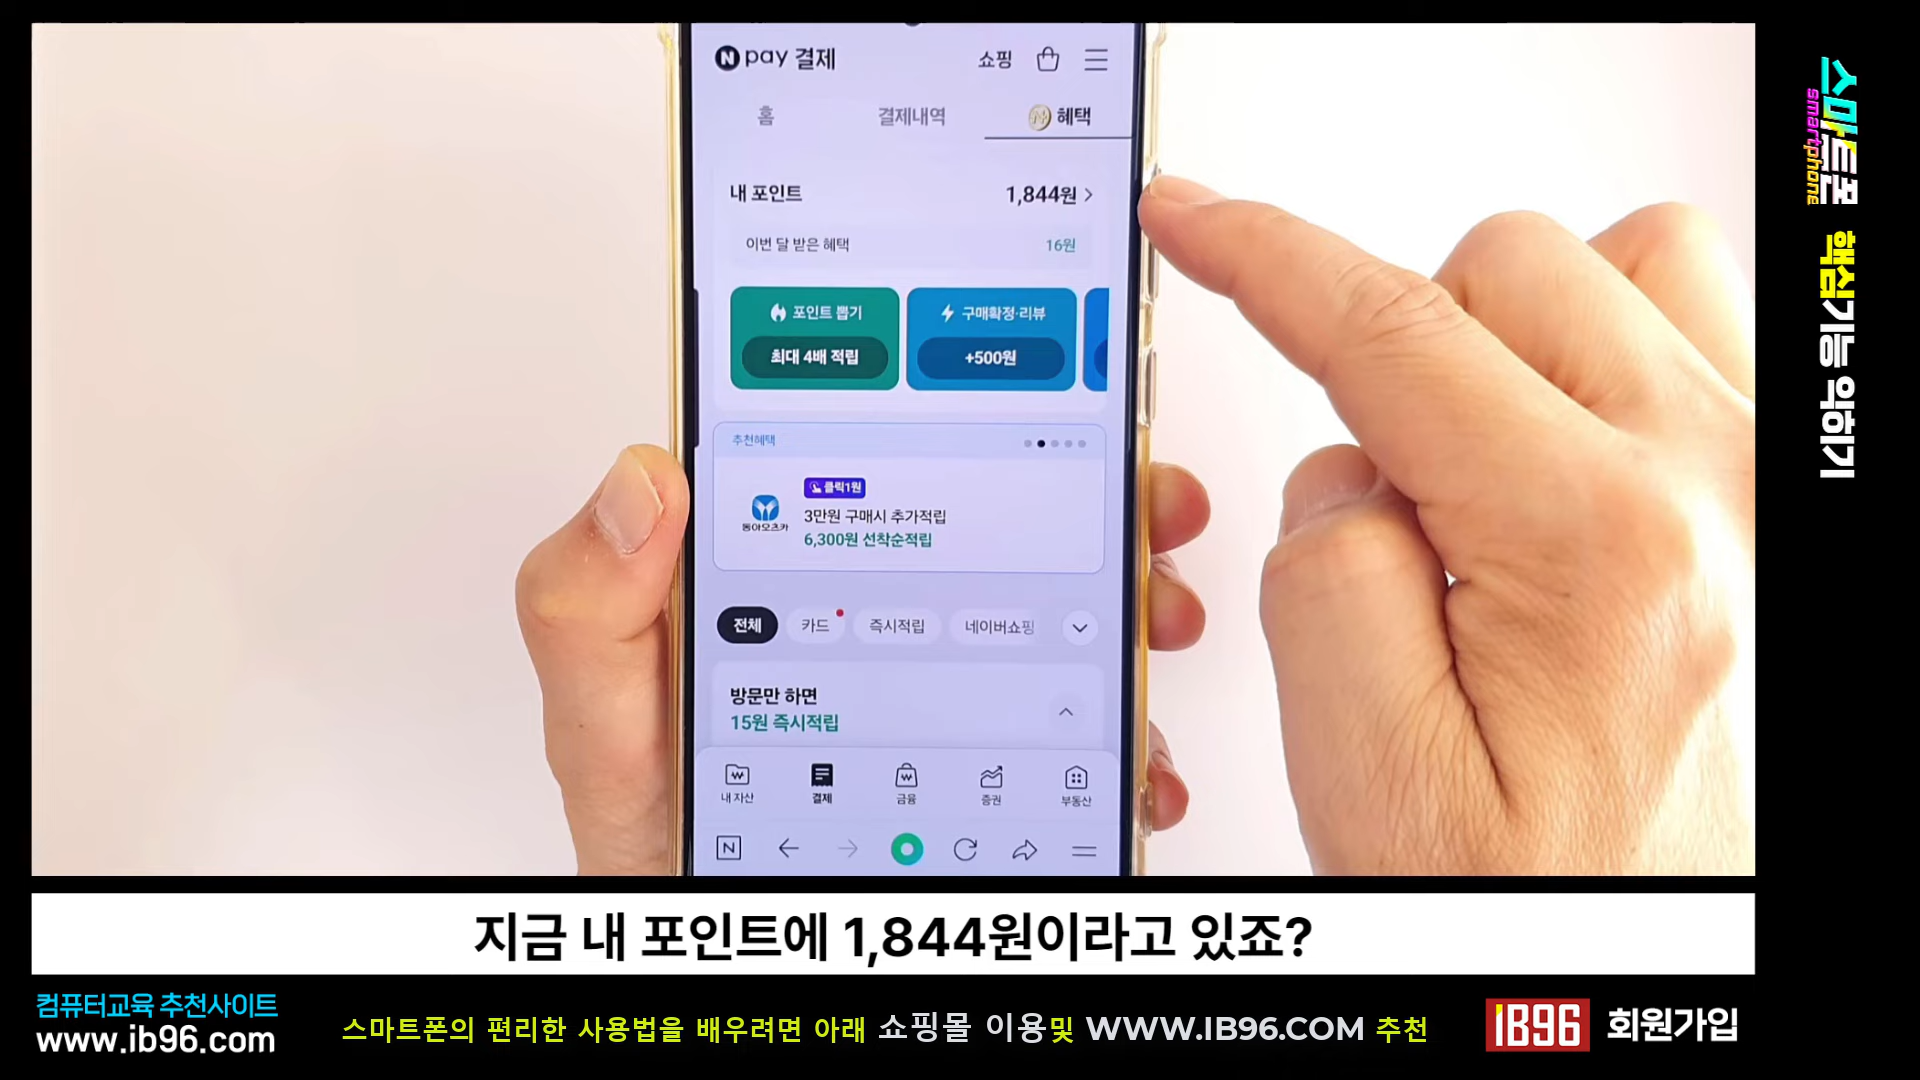 N pay 결제
쇼핑
홈
결제내역
혜택
내 포인트
1,844원
이번 달 받은 혜택
16원
포인트 뽑기
최대 4배 적립
구매확정·리뷰
+500원
추천혜택
클릭1원
동아오츠카
3만원 구매시 추가적립
6,300원 선착순적립
전체
카드
즉시적립
네이버쇼핑
방문만 하면
15원 즉시적립
내 자산
결제
금융
증권
부동산
N
스마트폰
smartphone
핵심기능 익히기
지금 내 포인트에 1,844원이라고 있죠?
컴퓨터교육 추천사이트
www.ib96.com
스마트폰의 편리한 사용법을 배우려면 아래 쇼핑몰 이용및 WWW.IB96.COM 추천
IB96
회원가입